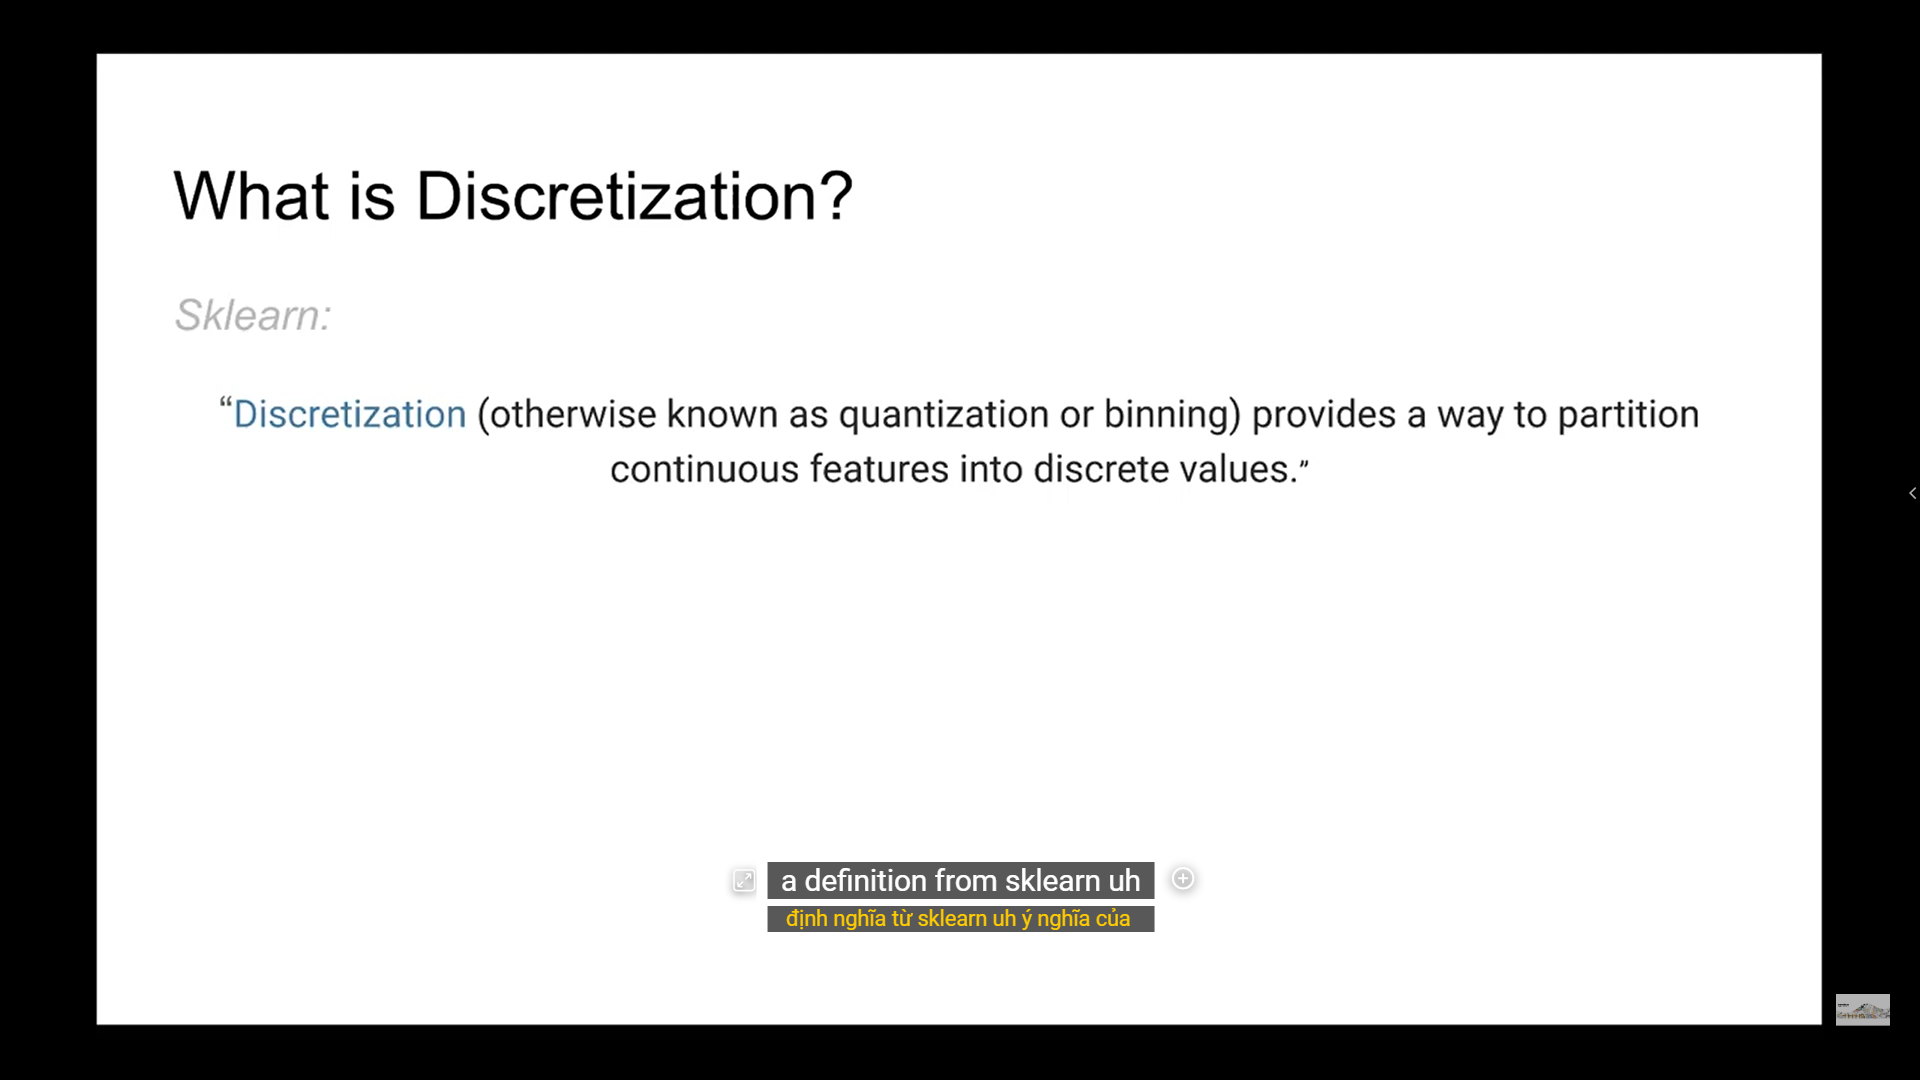 What is Discretization?
Sklearn:
“Discretization (otherwise known as quantization or binning) provides a way to partition
continuous features into discrete values.”
a definition from sklearn uh
định nghĩa từ sklearn uh ý nghĩa của